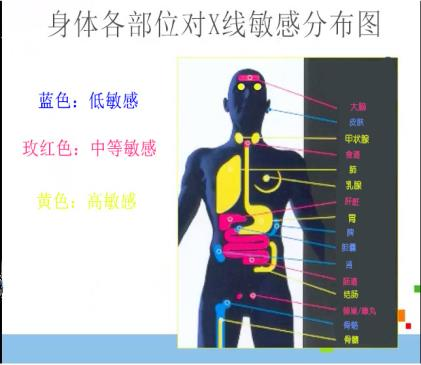 身体各部位对X线敏感分布图
蓝色：低敏感
玫红色：中等敏感
黄色：高敏感
大脑
皮肤
甲状腺
食道
肺
乳腺
肝脏
胃
脾
胆囊
肾
肠道
结肠
卵巢/睾丸
骨骼
骨髓